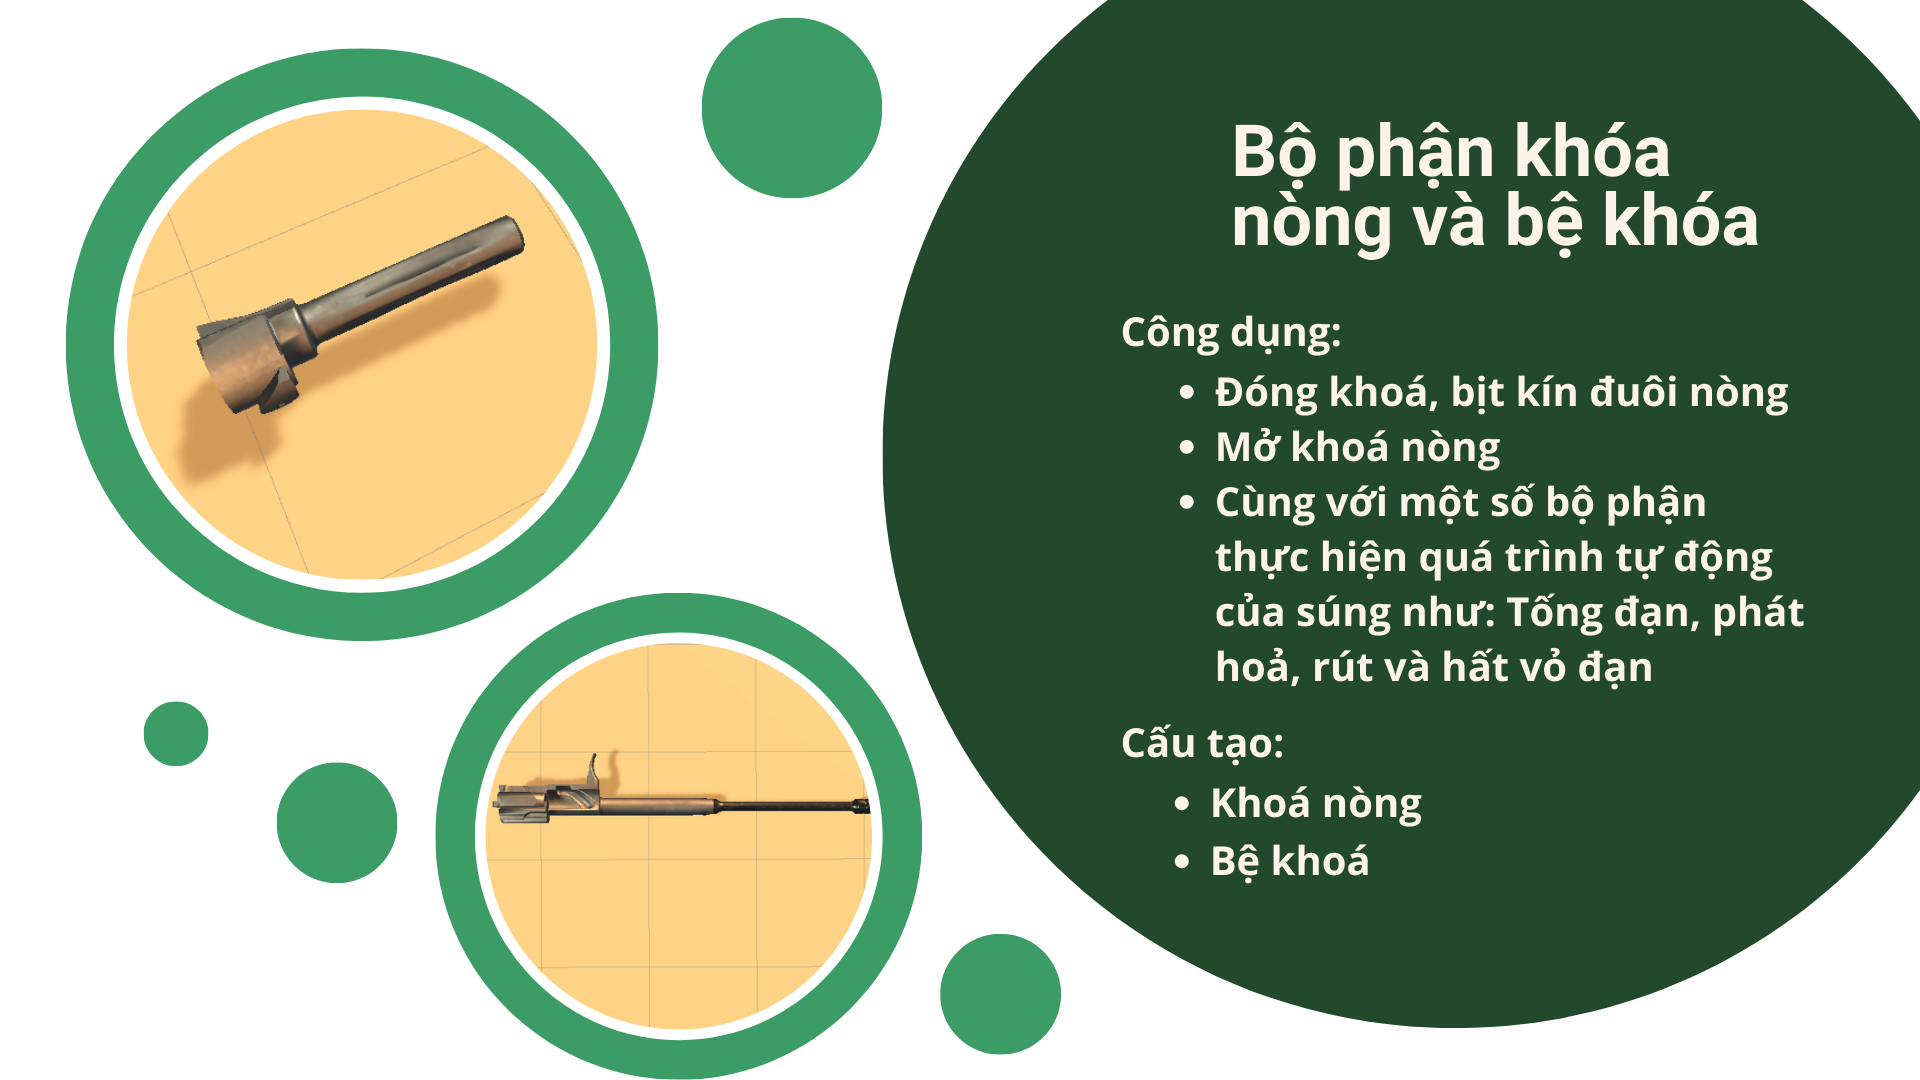 Bộ phận khóa
nòng và bệ khóa
Công dụng:
• Đóng khoá, bịt kín đuôi nòng
• Mở khoá nòng
• Cùng với một số bộ phận
thực hiện quá trình tự động
của súng như: Tống đạn, phát
hoả, rút và hất vỏ đạn
Cấu tạo:
• Khoá nòng
• Bệ khoá